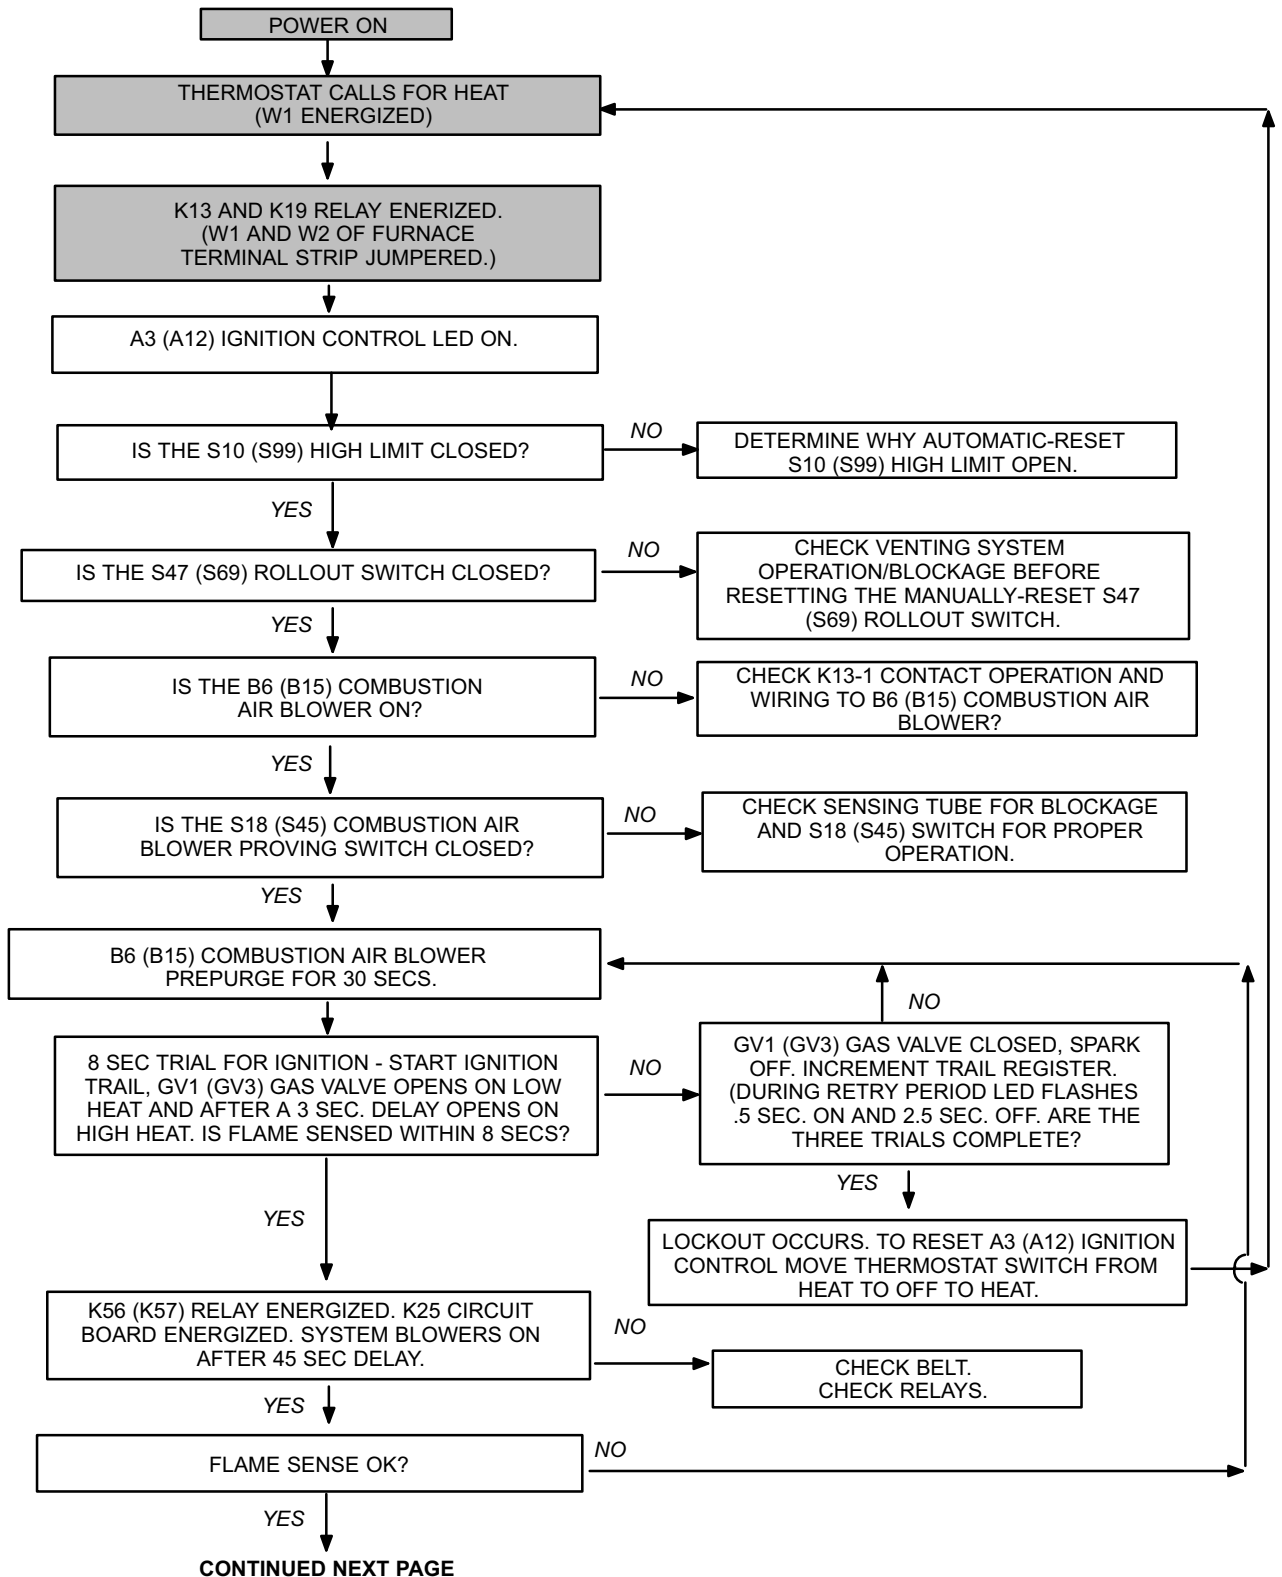 POWER ON
THERMOSTAT CALLS FOR HEAT
(W1 ENERGIZED)
K13 AND K19 RELAY ENERIZED.
(W1 AND W2 OF FURNACE
TERMINAL STRIP JUMPERED.)
A3 (A12) IGNITION CONTROL LED ON.
IS THE S10 (S99) HIGH LIMIT CLOSED?
NO
DETERMINE WHY AUTOMATIC-RESET
S10 (S99) HIGH LIMIT OPEN.
YES
IS THE S47 (S69) ROLLOUT SWITCH CLOSED?
NO
CHECK VENTING SYSTEM
OPERATION/BLOCKAGE BEFORE
RESETTING THE MANUALLY-RESET S47
(S69) ROLLOUT SWITCH.
YES
IS THE B6 (B15) COMBUSTION
AIR BLOWER ON?
NO
CHECK K13-1 CONTACT OPERATION AND
WIRING TO B6 (B15) COMBUSTION AIR
BLOWER?
YES
IS THE S18 (S45) COMBUSTION AIR
BLOWER PROVING SWITCH CLOSED?
NO
CHECK SENSING TUBE FOR BLOCKAGE
AND S18 (S45) SWITCH FOR PROPER
OPERATION.
YES
B6 (B15) COMBUSTION AIR BLOWER
PREPURGE FOR 30 SECS.
NO
8 SEC TRIAL FOR IGNITION - START IGNITION
TRAIL, GV1 (GV3) GAS VALVE OPENS ON LOW
HEAT AND AFTER A 3 SEC. DELAY OPENS ON
HIGH HEAT. IS FLAME SENSED WITHIN 8 SECS?
NO
GV1 (GV3) GAS VALVE CLOSED, SPARK
OFF. INCREMENT TRAIL REGISTER.
(DURING RETRY PERIOD LED FLASHES
.5 SEC. ON AND 2.5 SEC. OFF. ARE THE
THREE TRIALS COMPLETE?
YES
LOCKOUT OCCURS. TO RESET A3 (A12) IGNITION
CONTROL MOVE THERMOSTAT SWITCH FROM
HEAT TO OFF TO HEAT.
YES
K56 (K57) RELAY ENERGIZED. K25 CIRCUIT
BOARD ENERGIZED. SYSTEM BLOWERS ON
AFTER 45 SEC DELAY.
NO
CHECK BELT.
CHECK RELAYS.
YES
FLAME SENSE OK?
NO
YES
CONTINUED NEXT PAGE